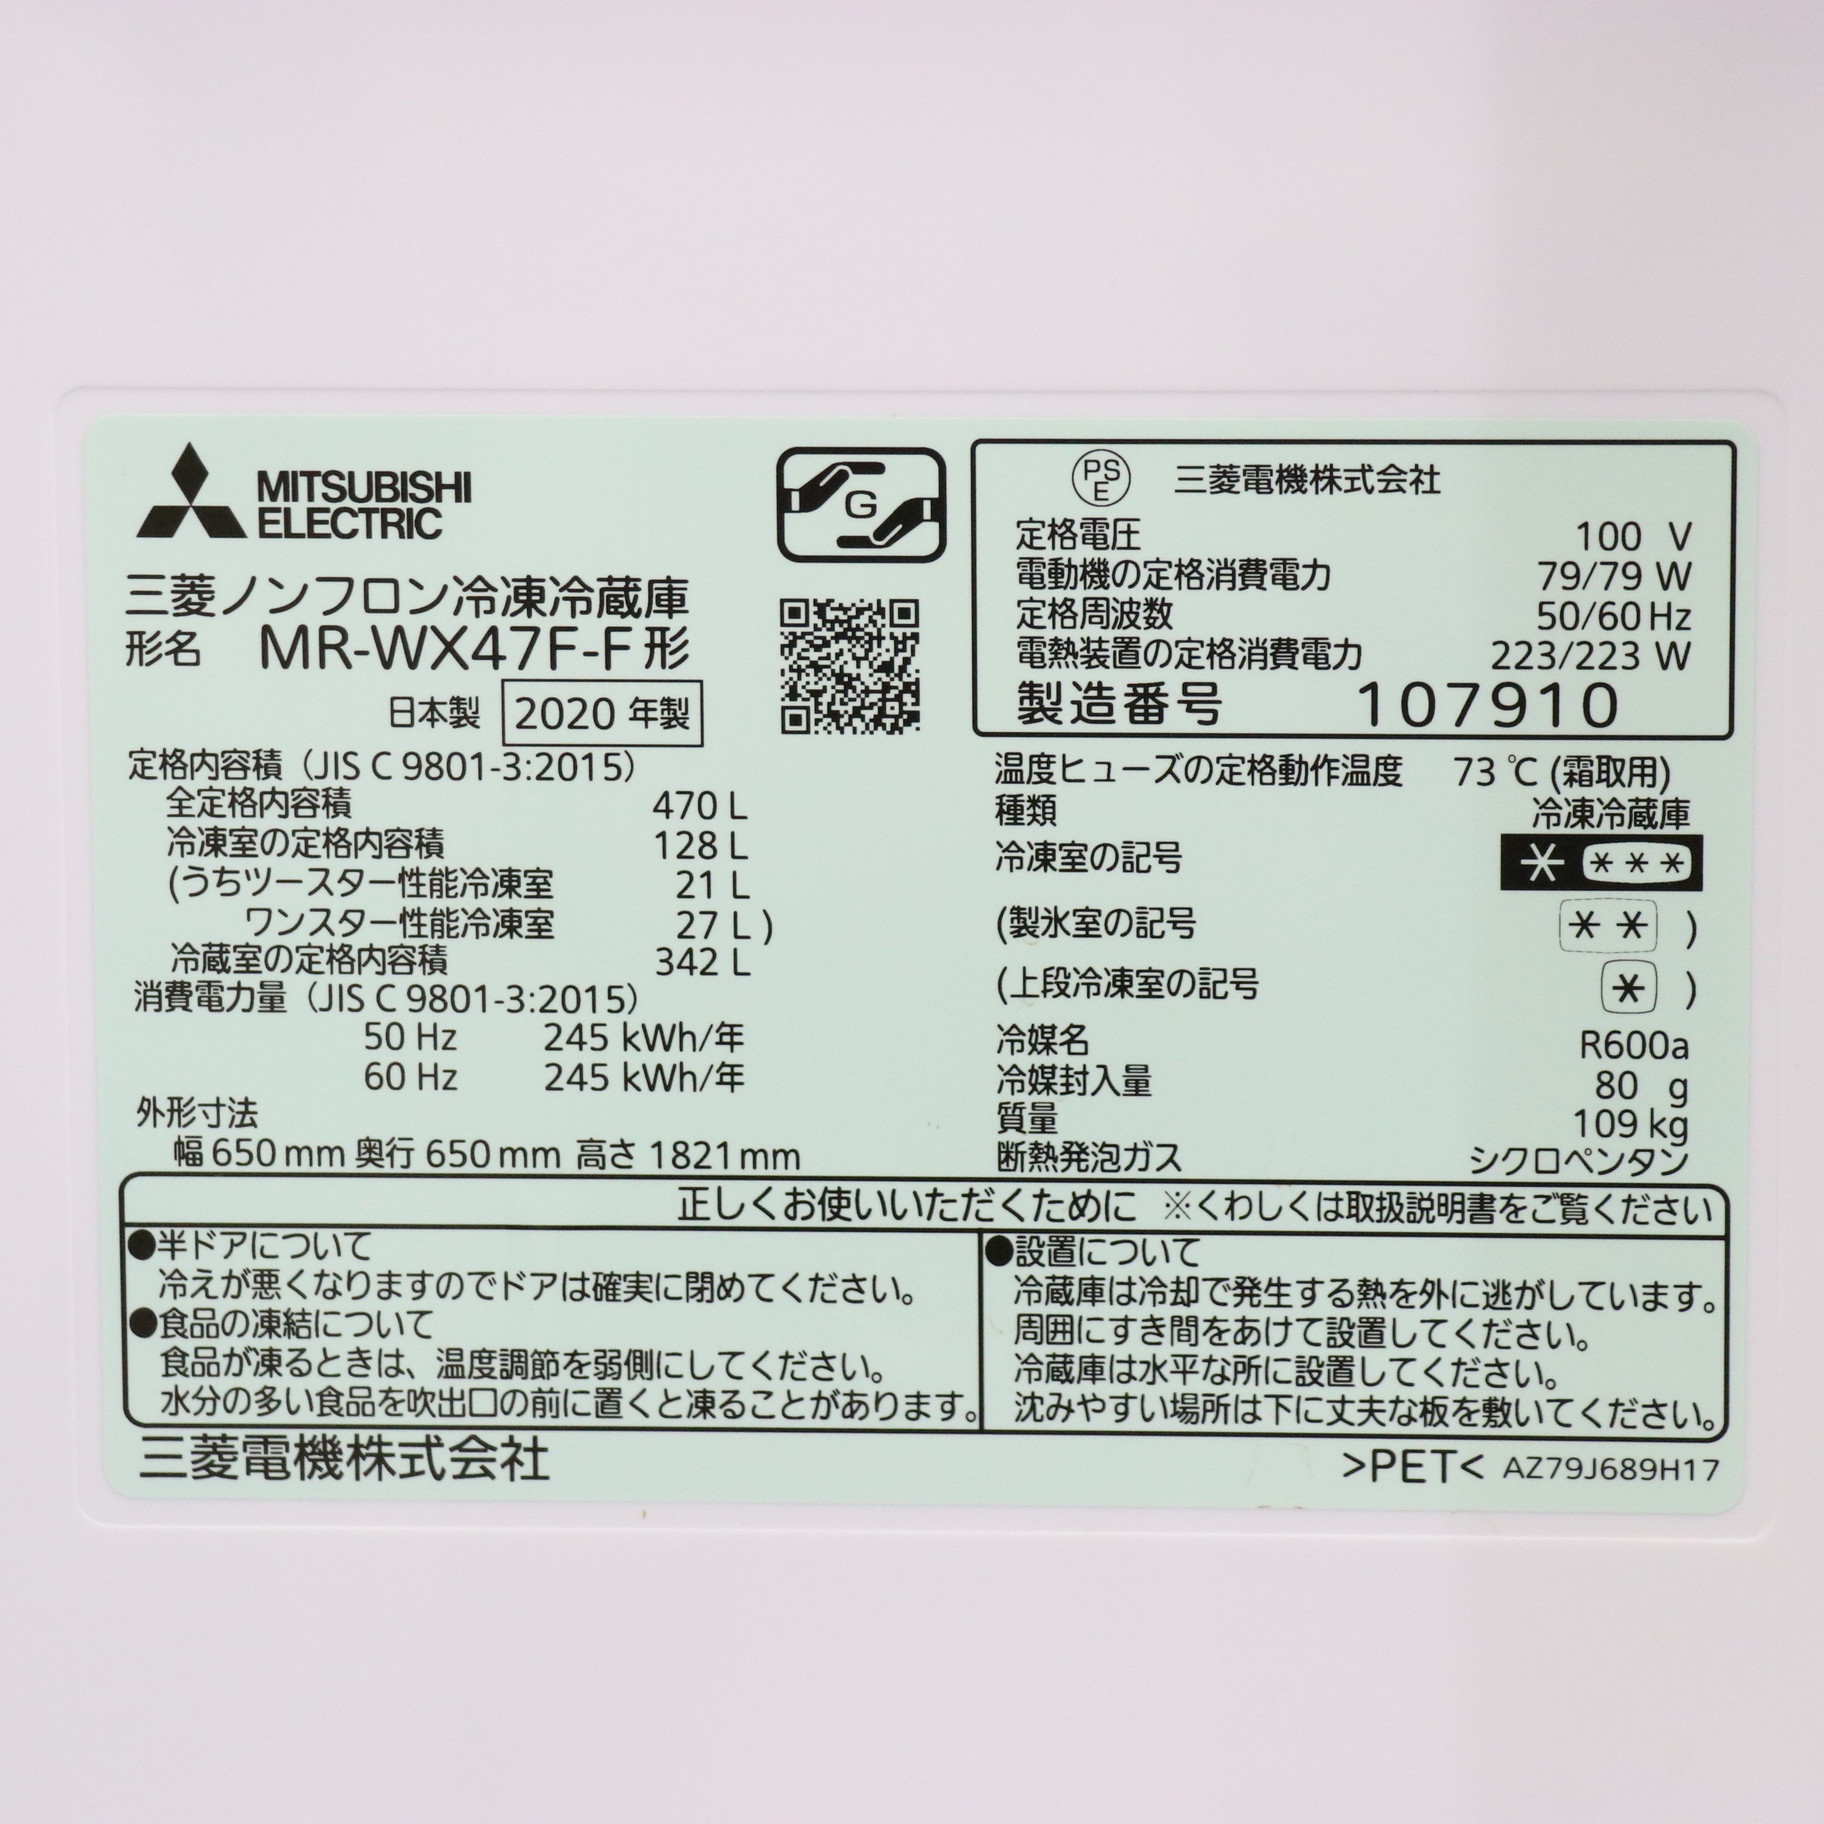 MITSUBISHI
ELECTRIC
G
三菱ノンフロン冷凍冷蔵庫
形名 MR-WX47F-F形
日本製 2020 年製
定格内容積（JIS C 9801-3:2015）
全定格内容積 470 L
冷凍室の定格内容積 128 L
(うちツースター性能冷凍室 21 L
ワンスター性能冷凍室 27 L )
冷蔵室の定格内容積 342 L
消費電力量（JIS C 9801-3:2015）
50 Hz 245 kWh/年
60 Hz 245 kWh/年
外形寸法
幅 650 mm 奥行 650 mm 高さ 1821 mm
PS
E 三菱電機株式会社
定格電圧 100 V
電動機の定格消費電力 79/79 W
定格周波数 50/60 Hz
電熱装置の定格消費電力 223/223 W
製造番号 107910
温度ヒューズの定格動作温度 73 ℃ (霜取用)
種類 冷凍冷蔵庫
冷凍室の記号 * ***
(製氷室の記号 ** )
(上段冷凍室の記号 * )
冷媒名 R600a
冷媒封入量 80 g
質量 109 kg
断熱発泡ガス シクロペンタン
正しくお使いいただくために ※くわしくは取扱説明書をご覧ください
●半ドアについて
冷えが悪くなりますのでドアは確実に閉めてください。
●食品の凍結について
食品が凍るときは、温度調節を弱側にしてください。
水分の多い食品を吹出口の前に置くと凍ることがあります。
●設置について
冷蔵庫は冷却で発生する熱を外に逃がしています。
周囲にすき間をあけて設置してください。
冷蔵庫は水平な所に設置してください。
沈みやすい場所は下に丈夫な板を敷いてください。
三菱電機株式会社
>PET< AZ79J689H17